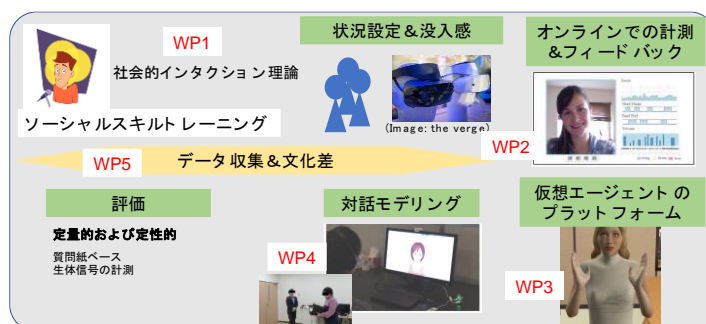 WP1
社会的インタクション理論
ソーシャルスキルトレーニング
状況設定&没入感
(Image: the verge)
オンラインでの計測
&フィードバック
WP2
WP5
データ収集&文化差
評価
定量的および定性的
質問紙ベース
生体信号の計測
対話モデリング
WP4
仮想エージェントの
プラットフォーム
WP3